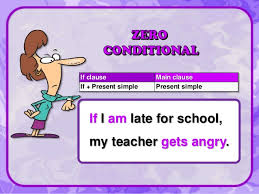 ZERO
CONDITIONAL
If clause Main clause
If + Present simple Present simple
If I am late for school,
my teacher gets angry.